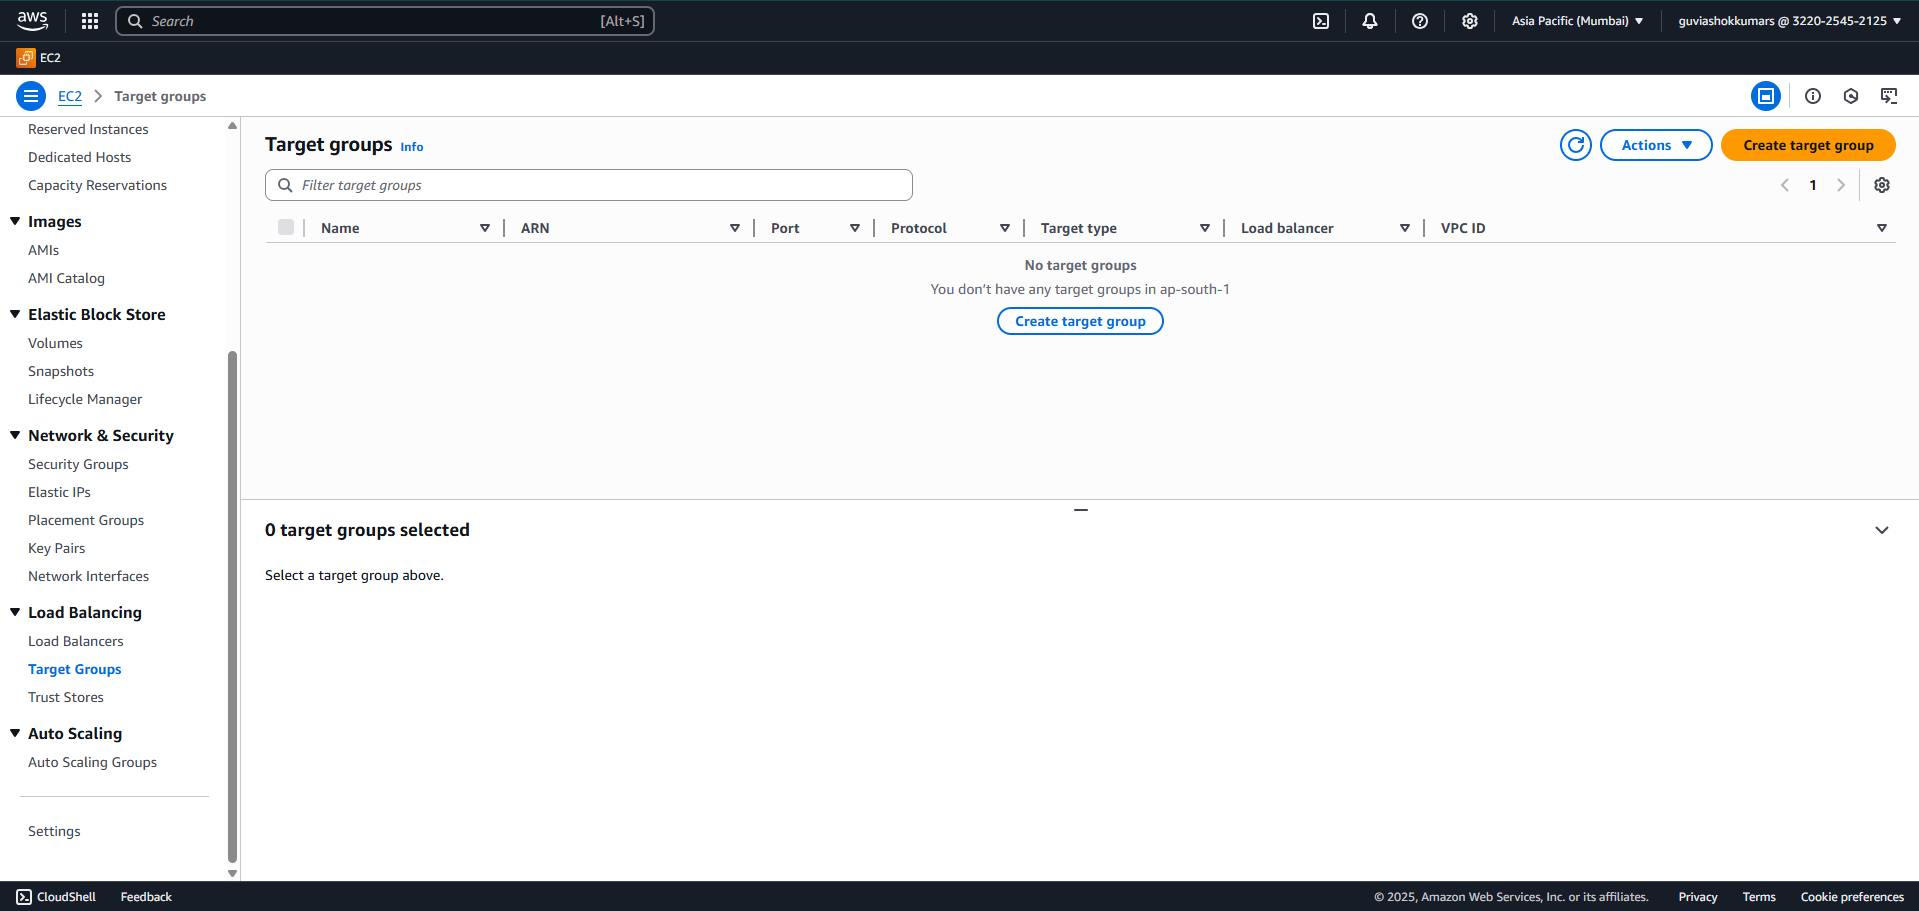 aws
Search [Alt+S]
Asia Pacific (Mumbai)
guviashokkumars @ 3220-2545-2125
EC2
EC2 Target groups
Reserved Instances
Dedicated Hosts
Capacity Reservations
Images
AMIs
AMI Catalog
Elastic Block Store
Volumes
Snapshots
Lifecycle Manager
Network & Security
Security Groups
Elastic IPs
Placement Groups
Key Pairs
Network Interfaces
Load Balancing
Load Balancers
Target Groups
Trust Stores
Auto Scaling
Auto Scaling Groups
Settings
Target groups Info
Actions
Create target group
Filter target groups
1
Name ARN Port Protocol Target type Load balancer VPC ID
No target groups
You don't have any target groups in ap-south-1
Create target group
0 target groups selected
Select a target group above.
CloudShell Feedback
© 2025, Amazon Web Services, Inc. or its affiliates. Privacy Terms Cookie preferences